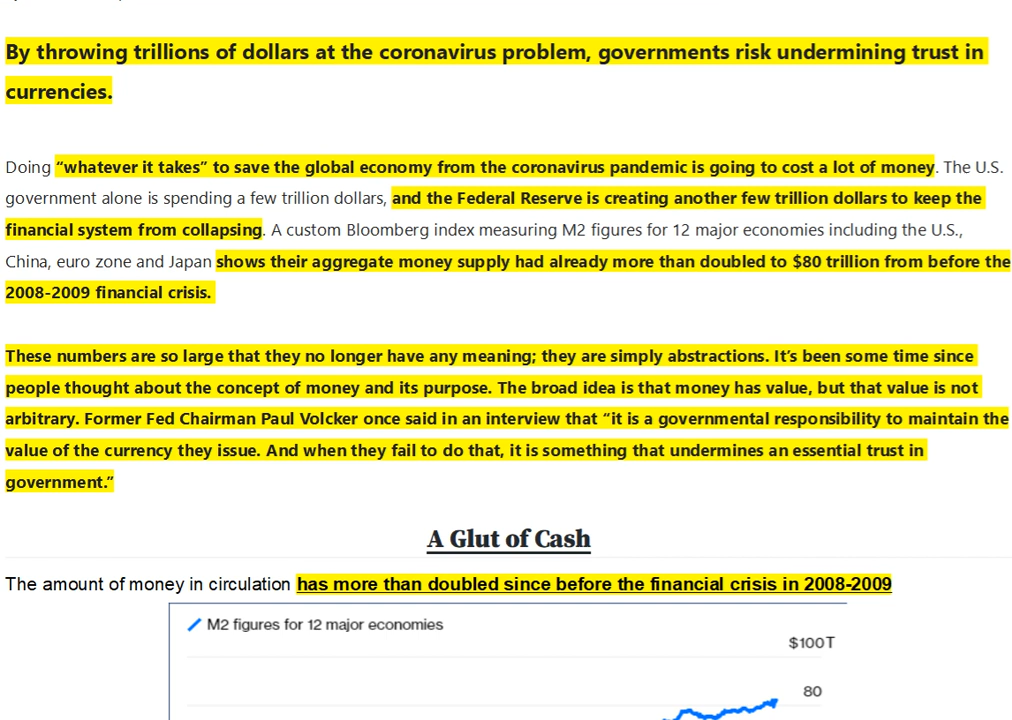 By throwing trillions of dollars at the coronavirus problem, governments risk undermining trust in
currencies.
Doing “whatever it takes” to save the global economy from the coronavirus pandemic is going to cost a lot of money. The U.S.
government alone is spending a few trillion dollars, and the Federal Reserve is creating another few trillion dollars to keep the
financial system from collapsing. A custom Bloomberg index measuring M2 figures for 12 major economies including the U.S.,
China, euro zone and Japan shows their aggregate money supply had already more than doubled to $80 trillion from before the
2008-2009 financial crisis.
These numbers are so large that they no longer have any meaning; they are simply abstractions. It’s been some time since
people thought about the concept of money and its purpose. The broad idea is that money has value, but that value is not
arbitrary. Former Fed Chairman Paul Volcker once said in an interview that “it is a governmental responsibility to maintain the
value of the currency they issue. And when they fail to do that, it is something that undermines an essential trust in
government.”
A Glut of Cash
The amount of money in circulation has more than doubled since before the financial crisis in 2008-2009
M2 figures for 12 major economies
$100T
80